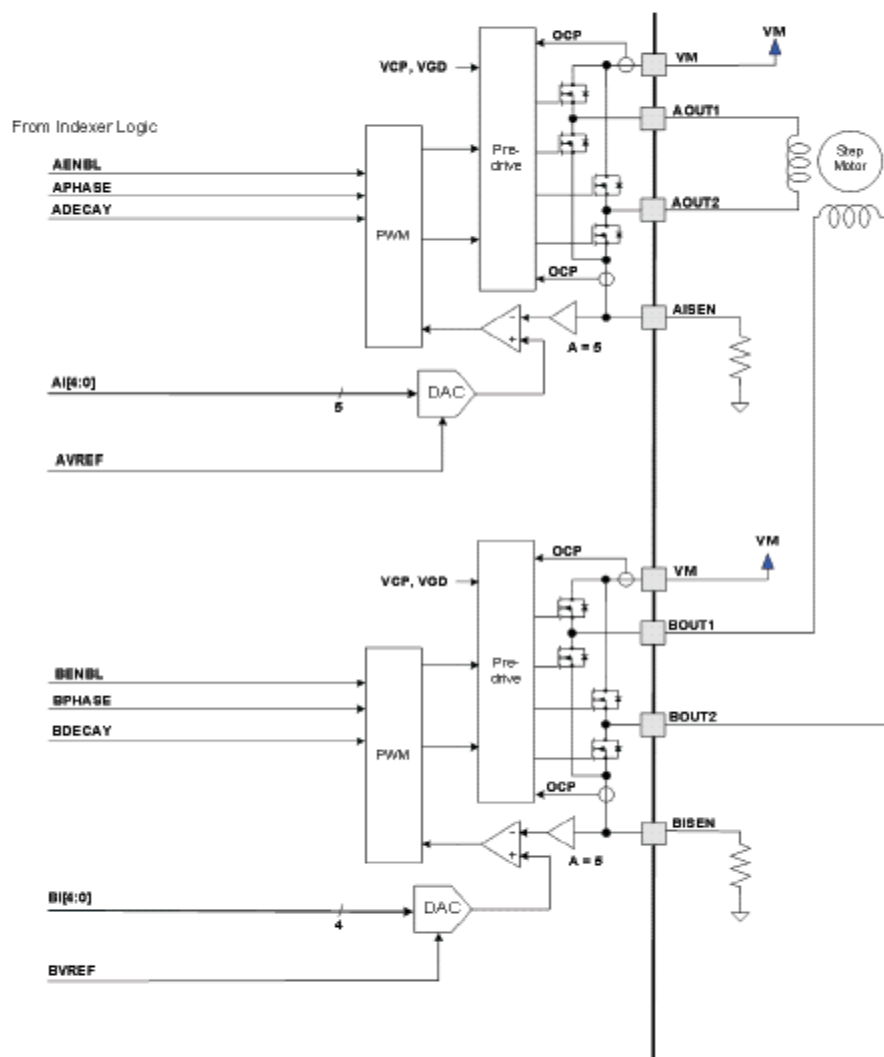 OCP
VM
VCP, VGD
VM
AOUT1
From Indexer Logic
Pre-
drive
Step
Motor
AENBL
APHASE
ADECAY
AOUT2
PWM
OCP
AISEN
-
+
A = 5
AI[4:0]
5
DAC
AVREF
VM
OCP
VM
VCP, VGD
BOUT1
BENBL
Pre-
drive
BPHASE
BOUT2
BDECAY
PWM
OCP
BISEN
-
+
A = 5
BI[4:0]
4
DAC
BVREF